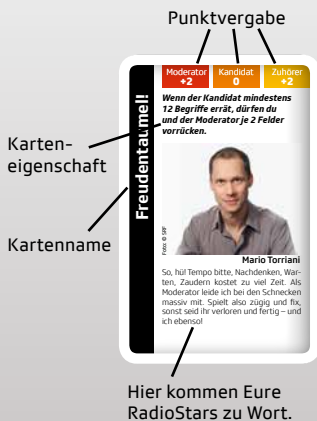 Punktvergabe
Moderator Kandidat Zuhörer
+2 0 +2
Freudentaumel!
Wenn der Kandidat mindestens
12 Begriffe errät, dürfen du
und der Moderator je 2 Felder
vorrücken.
Karten-
eigenschaft
Kartenname
Foto: © SRF
Mario Torriani
So, hü! Tempo bitte, Nachdenken, War-
ten, Zaudern kostet zu viel Zeit. Als
Moderator leide ich bei den Schnecken
massiv mit. Spielt also zügig und fix,
sonst seid ihr verloren und fertig – und
ich ebenso!
Hier kommen Eure
RadioStars zu Wort.